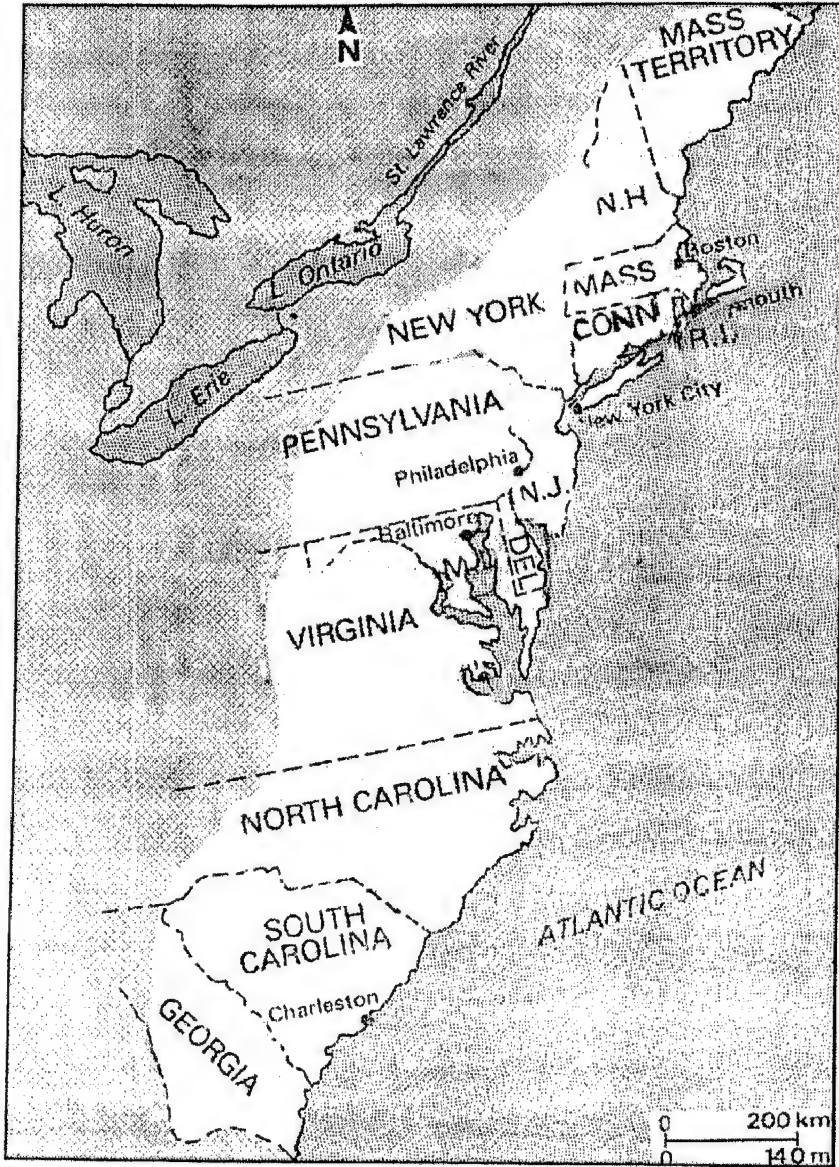 MASS
TERRITORY
N
St. Lawrance River
L. Huron
N.H
L. Ontario
Boston
MASS
NEW YORK
CONN
R.I.
L. Erie
New York City
PENNSYLVANIA
Philadelphia
N.J.
Baltimore
DEL
M
VIRGINIA
NORTH CAROLINA
ATLANTIC OCEAN
SOUTH
CAROLINA
Charleston
GEORGIA
0 200 km
0 140 m